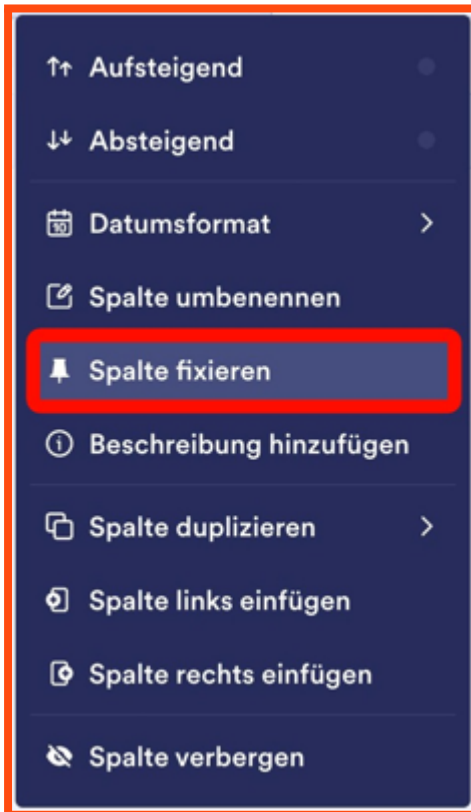 Aufsteigend
Absteigend
10 Datumsformat
Spalte umbenennen
Spalte fixieren
Beschreibung hinzufügen
Spalte duplizieren
Spalte links einfügen
Spalte rechts einfügen
Spalte verbergen